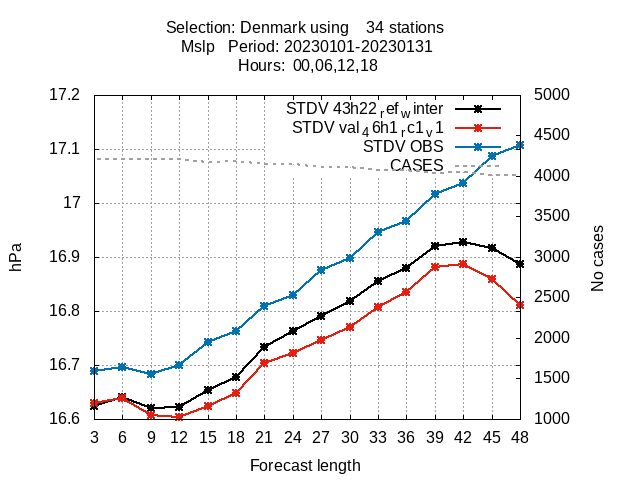 Selection: Denmark using 34 stations
Mslp Period: 20230101-20230131
Hours: 00,06,12,18
17.2
17.1
17
16.9
16.8
16.7
16.6
hPa
STDV 43h22refwinter
STDV val46h1rc1v1
STDV OBS
CASES
5000
4500
4000
3500
3000
2500
2000
1500
1000
No cases
3 6 9 12 15 18 21 24 27 30 33 36 39 42 45 48
Forecast length